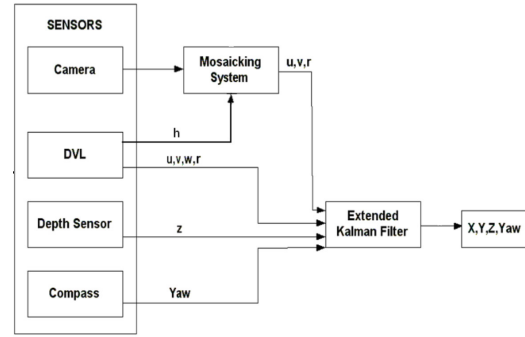 SENSORS
Camera
Mosaicking
System
u,v,r
h
DVL
u,v,w,r
Depth Sensor
z
Extended
Kalman Filter
X,Y,Z,Yaw
Compass
Yaw